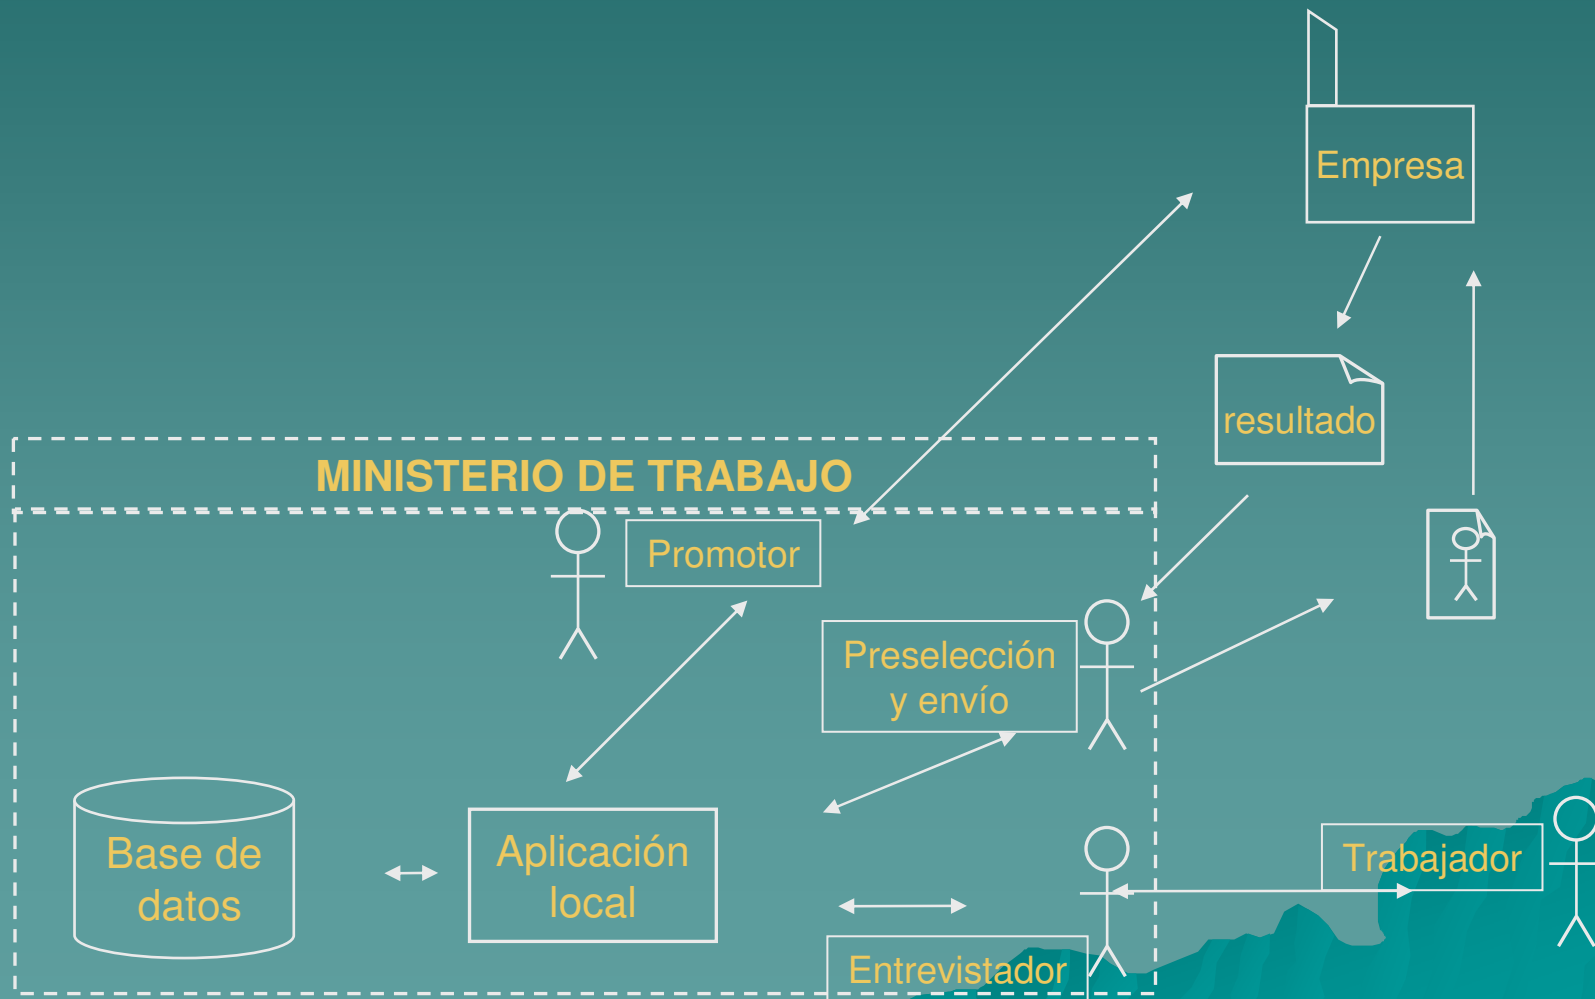 Empresa
resultado
MINISTERIO DE TRABAJO
Promotor
Preselección
y envío
Base de
datos
Aplicación
local
Trabajador
Entrevistador